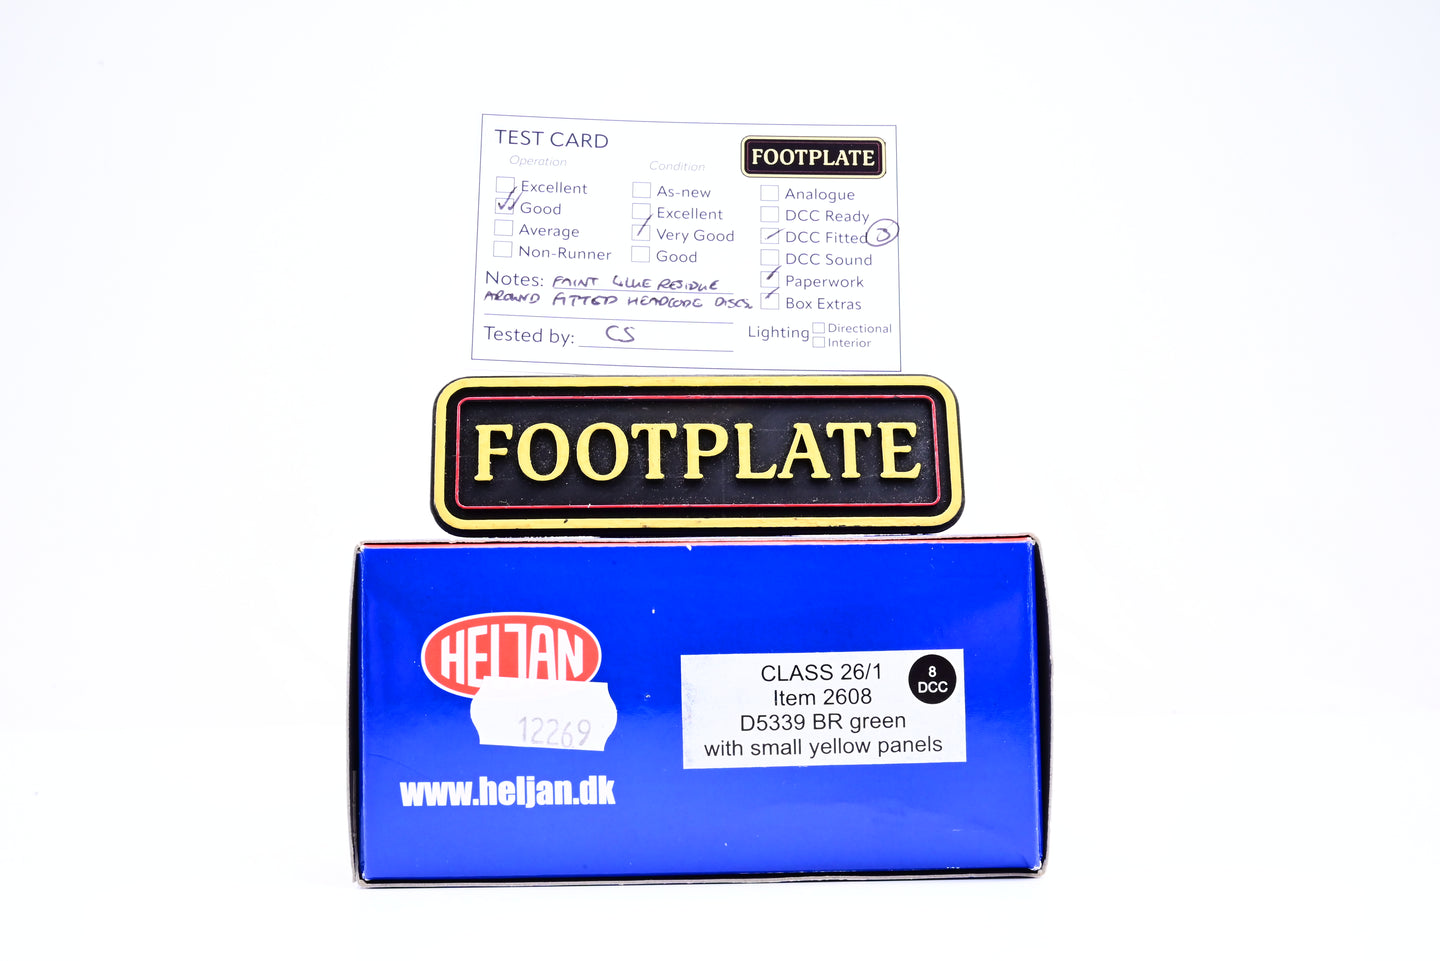 TEST CARD
FOOTPLATE
Operation
Excellent
Good
Average
Non-Runner
Condition
As-new
Excellent
Very Good
Good
Analogue
DCC Ready
DCC Fitted 3
DCC Sound
Paperwork
Box Extras
Notes: FAINT GLUE RESIDUE
AROUND FITTED HEADCODE DISCS
Tested by: CS
Lighting
Directional
Interior
FOOTPLATE
HELJAN
12269
www.heljan.dk
CLASS 26/1
Item 2608
D5339 BR green
with small yellow panels
8
DCC